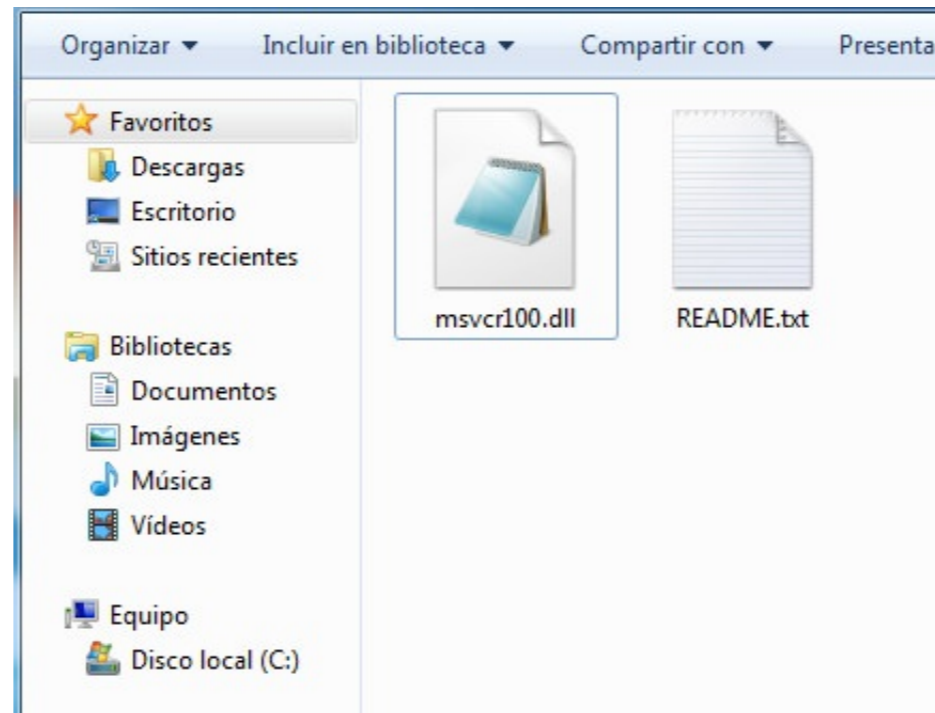 Organizar Incluir en biblioteca Compartir con Presenta
Favoritos
Descargas
Escritorio
Sitios recientes
Bibliotecas
Documentos
Imágenes
Música
Vídeos
Equipo
Disco local (C:)
msvcr100.dll README.txt